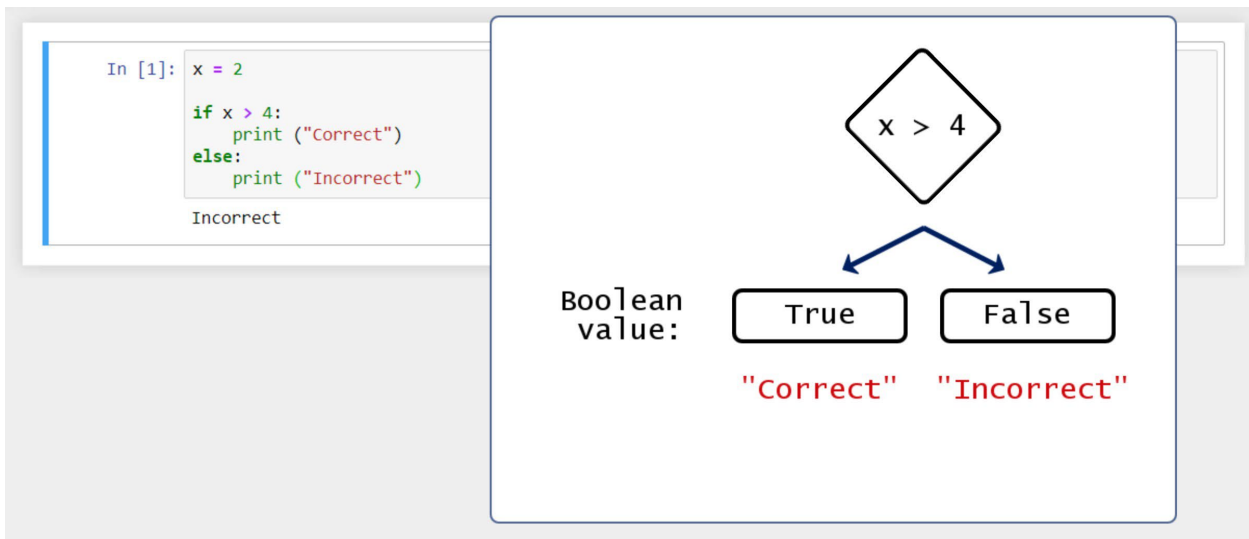 In [1]: x = 2
if x > 4:
    print ("Correct")
else:
    print ("Incorrect")
Incorrect
x > 4
Boolean
value:
True False
"Correct" "Incorrect"